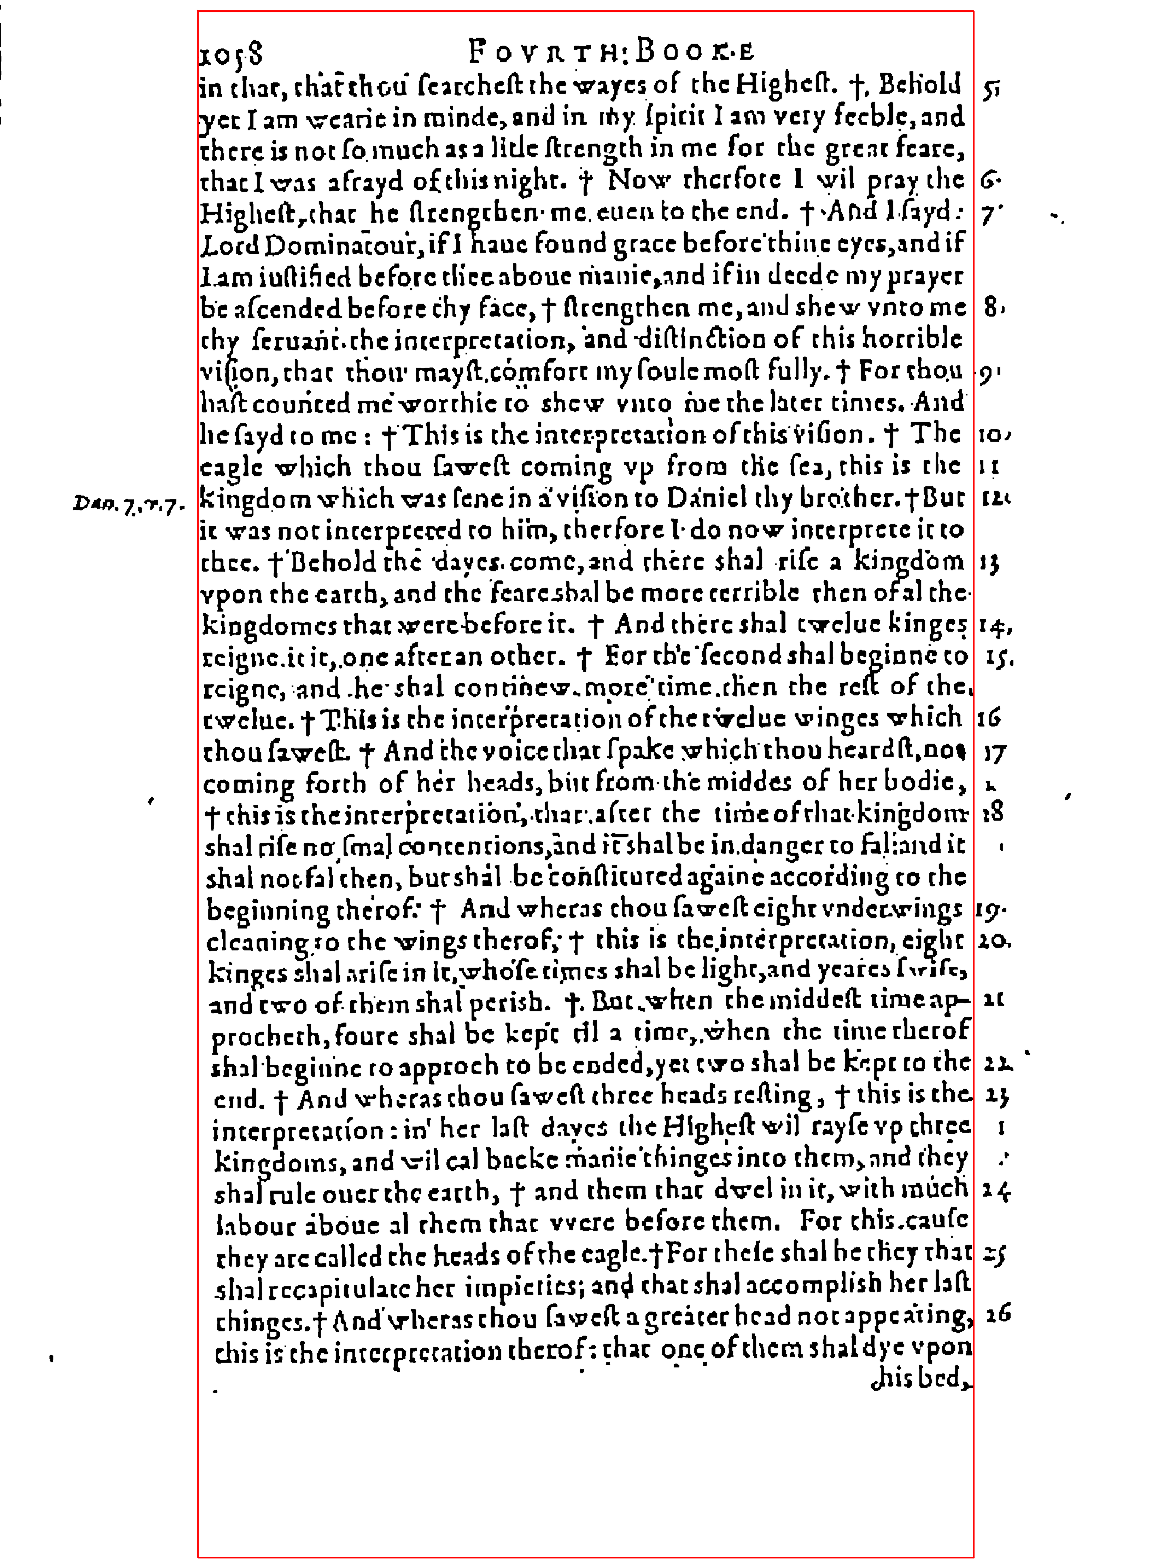 1058 FOVRTH BOOKE
in that, that thou ſearcheſt the wayes of the Higheſt. †. Behold 5
yet I am wearie in minde, and in my ſpirit I am very feeble, and
there is not ſo much as a litle ſtrength in me for the great feare,
that I was afrayd of this night. † Now therfore I wil pray the 6
Higheſt, that he ſtrengthen me euen to the end. † And I ſayd: 7
Lord Dominatour, if I haue found grace before thine eyes, and if
I am iuſtified before thee aboue manie, and if in deede my prayer
be aſcended before thy face, † ſtrengthen me, and shew vnto me 8
thy ſeruant the interpretation, and diſtinction of this horrible
viſion, that thou mayſt comfort my ſoule moſt fully. † For thou 9
haſt counted me worthie to shew vnto me the later times. And
he ſayd to me: † This is the interpretation of this viſion. † The 10
eagle which thou ſaweſt coming vp from the ſea, this is the 11
Dan. 7. v. 7. kingdom which was ſene in a viſion to Daniel thy brother. † But 12
it was not interpreted to him, therfore I do now interprete it to
thee. † Behold the dayes come, and there shal riſe a kingdom 13
vpon the earth, and the feare shal be more terrible then of al the
kingdomes that were before it. † And there shal twelue kinges 14
reigne it it, one after an other. † For the ſecond shal beginne to 15
reigne, and he shal continew more time then the reſt of the
twelue. † This is the interpretation of the twelue winges which 16
thou ſaweſt. † And the voice that ſpake which thou heardſt, not 17
coming forth of her heads, but from the middes of her bodie,
† this is the interpretation, that after the time of that kingdom 18
shal riſe no ſmal contentions, and it shal be in danger to fal: and it
shal not fal then, but shal be conſtitured againe according to the
beginning therof. † And wheras thou ſaweſt eight vnderwings 19
cleauing to the wings therof; † this is the interpretation, eight 20
kinges shal ariſe in it, whoſe times shal be light, and yeares ſwift,
and two of them shal perish. †. But when the middeſt time ap- 21
procheth, foure shal be kept til a time, when the time therof
shal beginne to approch to be ended, yet two shal be kept to the 22
end. † And wheras thou ſaweſt three heads reſting, † this is the 23
interpretation: in her laſt dayes the Higheſt wil rayſe vp three
kingdoms, and wil cal backe manie thinges into them, and they
shal rule ouer the earth, † and them that dwel in it, with much 24
labour aboue al them that vvere before them. For this cauſe
they are called the heads of the eagle. † For theſe shal be they that 25
shal recapitulate her impieties; and that shal accomplish her laſt
thinges. † And wheras thou ſaweſt a greater head not appearing, 26
this is the interpretation therof: that one of them shal dye vpon
his bed,